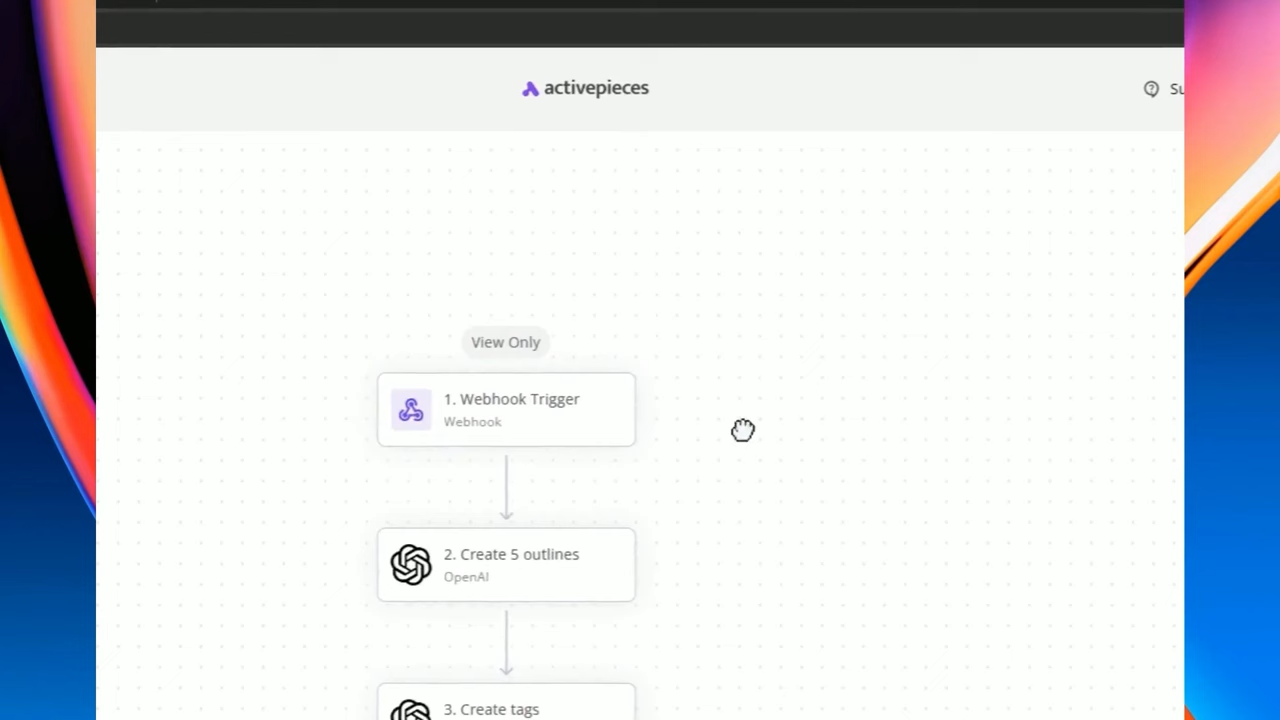 activepieces
View Only
1. Webhook Trigger
Webhook
2. Create 5 outlines
OpenAI
3. Create tags